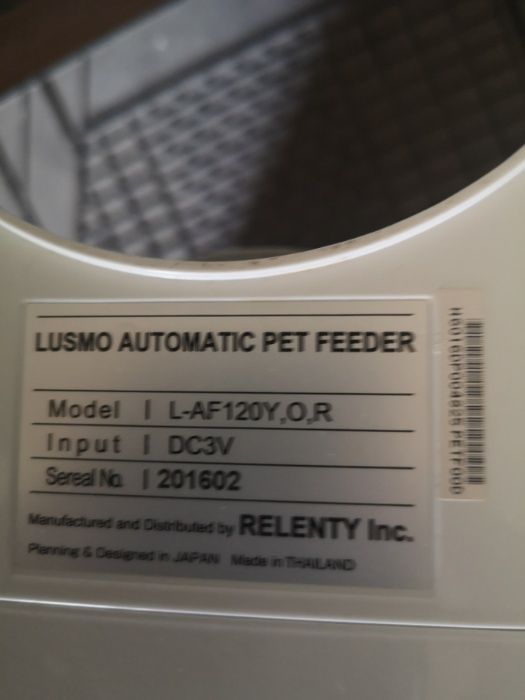 LUSMO AUTOMATIC PET FEEDER
Model | L-AF120Y,O,R
Input | DC3V
Sereal No. | 201602
Manufactured and Distributed by RELENTY Inc.
Planning & Designed in JAPAN Made in THAILAND